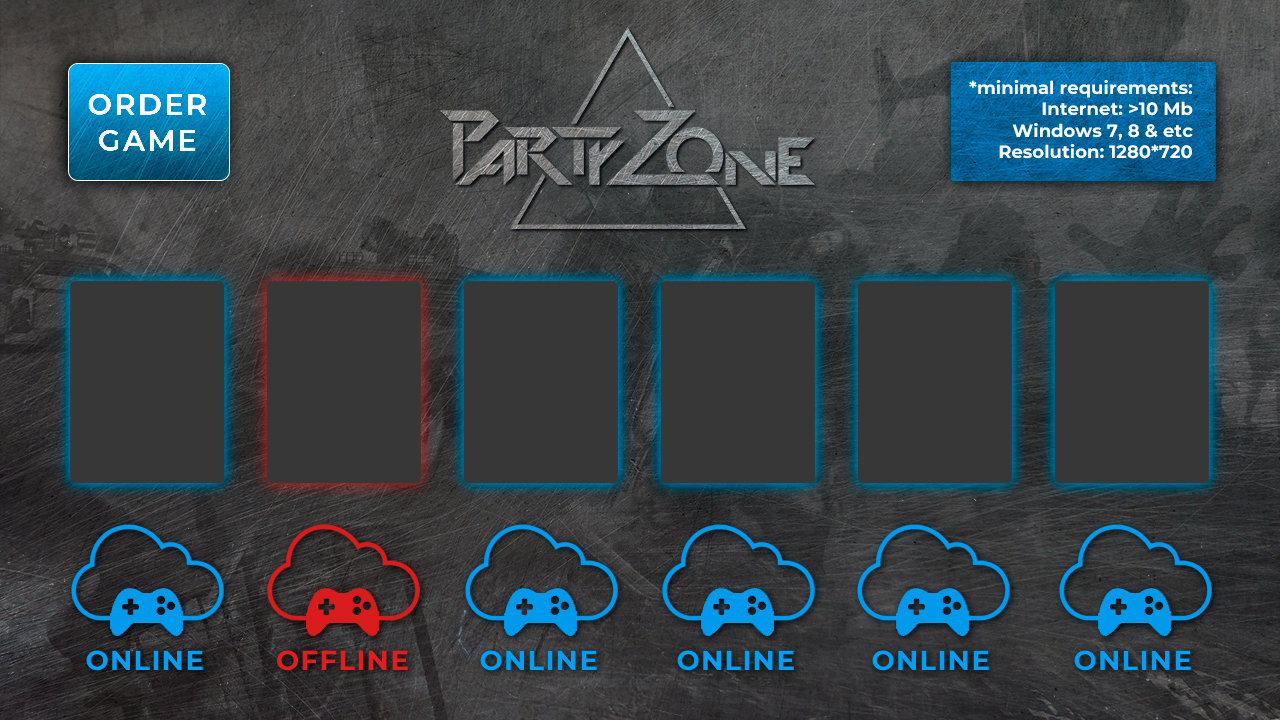 ORDER
GAME
PARTYZONE
*minimal requirements:
Internet: >10 Mb
Windows 7, 8 & etc
Resolution: 1280*720
ONLINE
OFFLINE
ONLINE
ONLINE
ONLINE
ONLINE